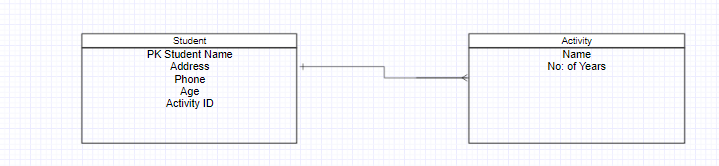 Student
PK Student Name
Address
Phone
Age
Activity ID
Activity
Name
No: of Years